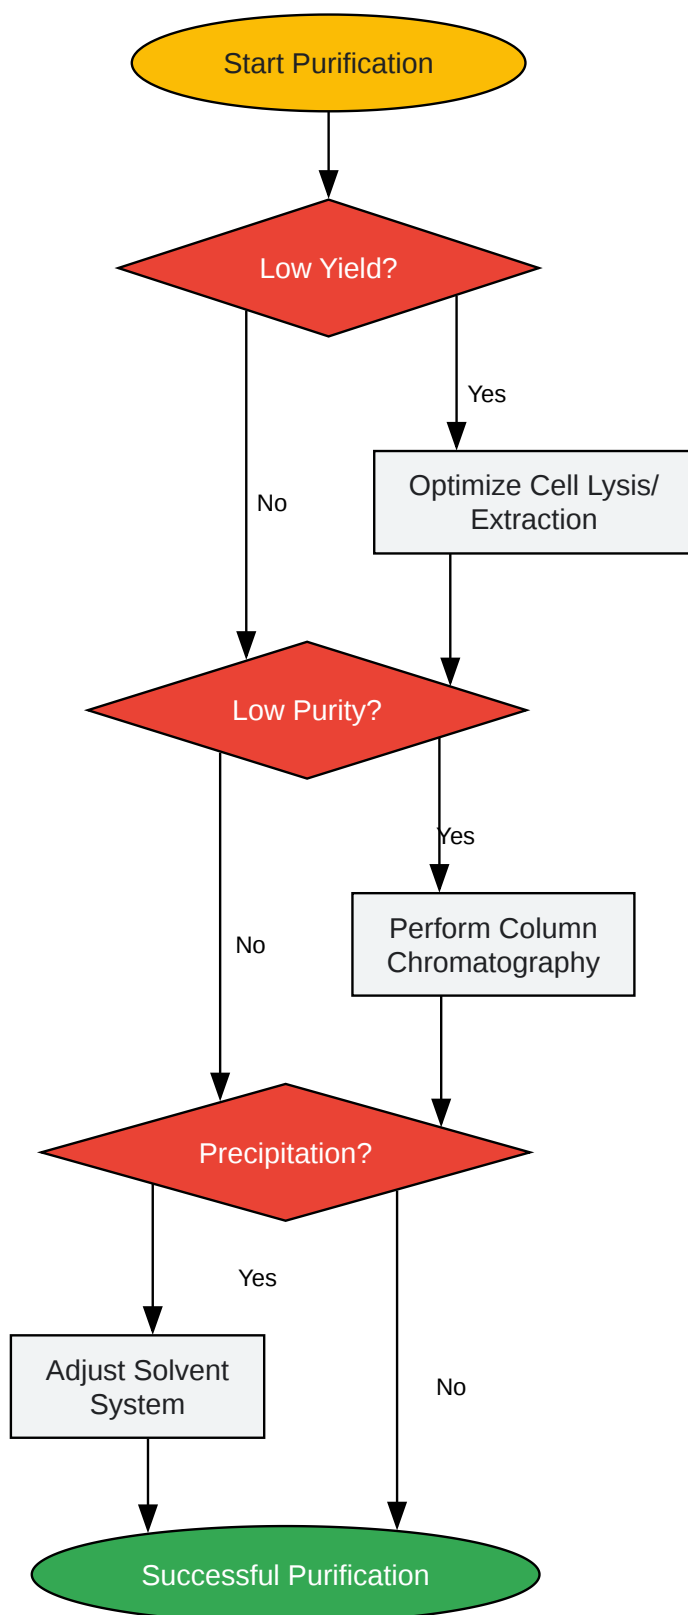 Start Purification
Low Yield?
Yes
Optimize Cell Lysis/
Extraction
No
Low Purity?
Yes
Perform Column
Chromatography
No
Precipitation?
Yes
Adjust Solvent
System
No
Successful Purification